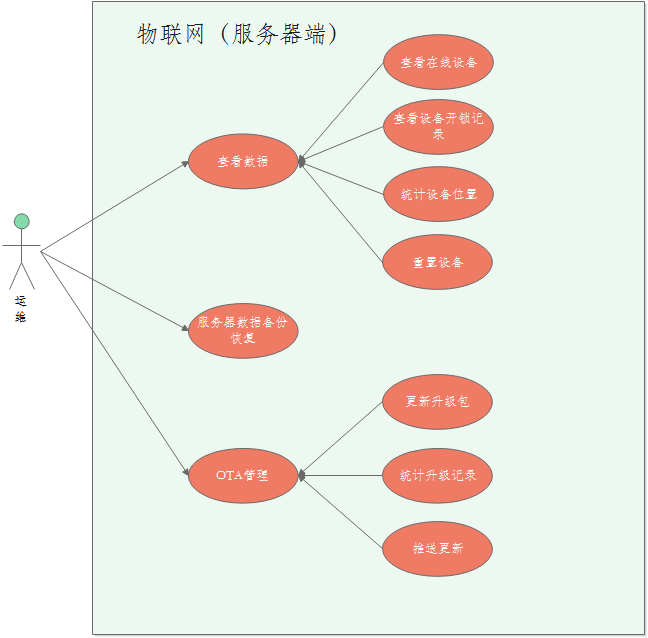 物联网（服务器端）
查看在线设备
查看设备开锁记
录
查看数据
统计设备位置
重置设备
运
维
服务器数据备份
恢复
更新升级包
OTA管理
统计升级记录
推送更新